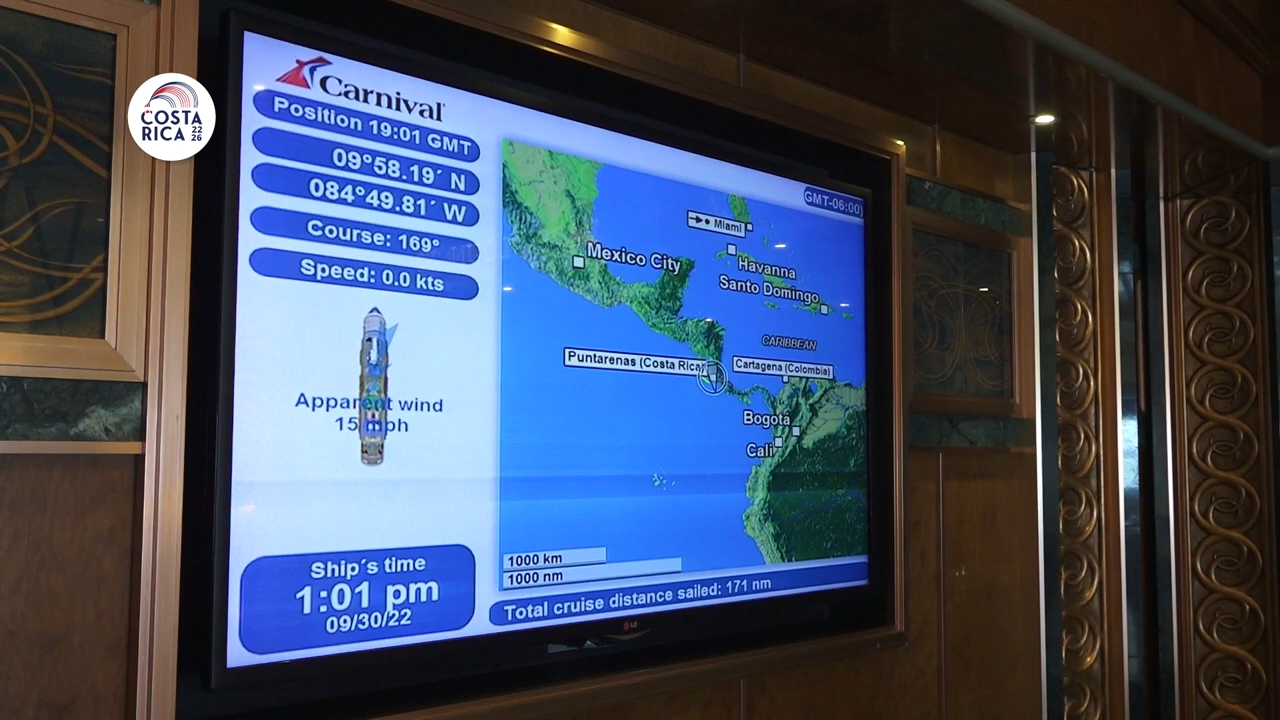 COSTA
RICA 22
26
Carnival
Position 19:01 GMT
09°58.19´ N
084°49.81´ W
Course: 169°
Speed: 0.0 kts
Apparent wind
15 mph
Ship´s time
1:01 pm
09/30/22
GMT-06:00)
Miami
Mexico City
Havanna
Santo Domingo
CARIBBEAN
Puntarenas (Costa Rica)
Cartagena (Colombia)
Bogotá
Cali
1000 km
1000 nm
Total cruise distance sailed: 171 nm
LG